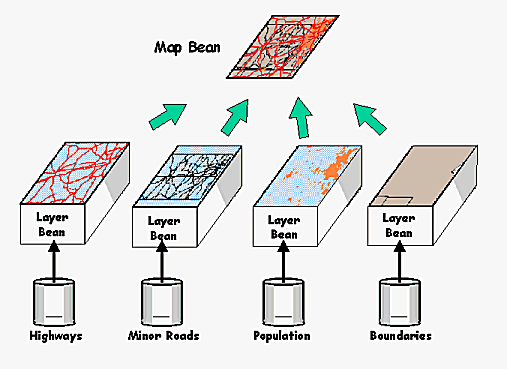 Map Bean
Layer
Bean
Layer
Bean
Layer
Bean
Layer
Bean
Highways
Minor Roads
Population
Boundaries